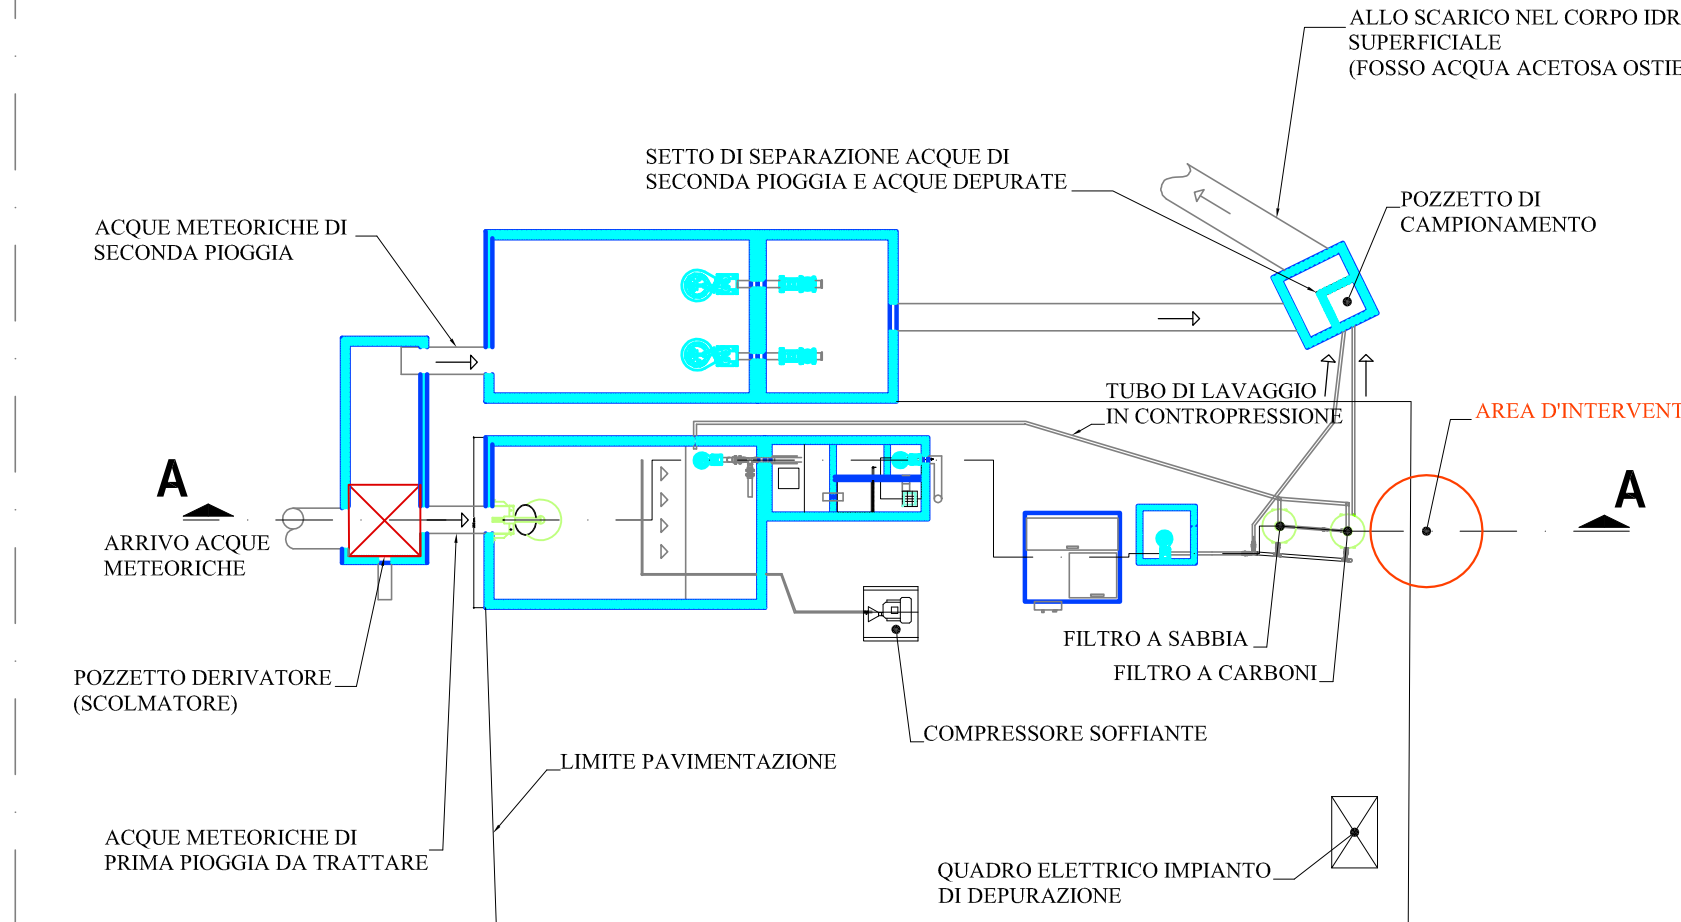 ALLO SCARICO NEL CORPO IDR
SUPERFICIALE
(FOSSO ACQUA ACETOSA OSTIE
SETTO DI SEPARAZIONE ACQUE DI
SECONDA PIOGGIA E ACQUE DEPURATE
POZZETTO DI
CAMPIONAMENTO
ACQUE METEORICHE DI
SECONDA PIOGGIA
TUBO DI LAVAGGIO
IN CONTROPRESSIONE
AREA D'INTERVENT
A
A
ARRIVO ACQUE
METEORICHE
FILTRO A SABBIA
FILTRO A CARBONI
POZZETTO DERIVATORE
(SCOLMATORE)
COMPRESSORE SOFFIANTE
LIMITE PAVIMENTAZIONE
ACQUE METEORICHE DI
PRIMA PIOGGIA DA TRATTARE
QUADRO ELETTRICO IMPIANTO
DI DEPURAZIONE